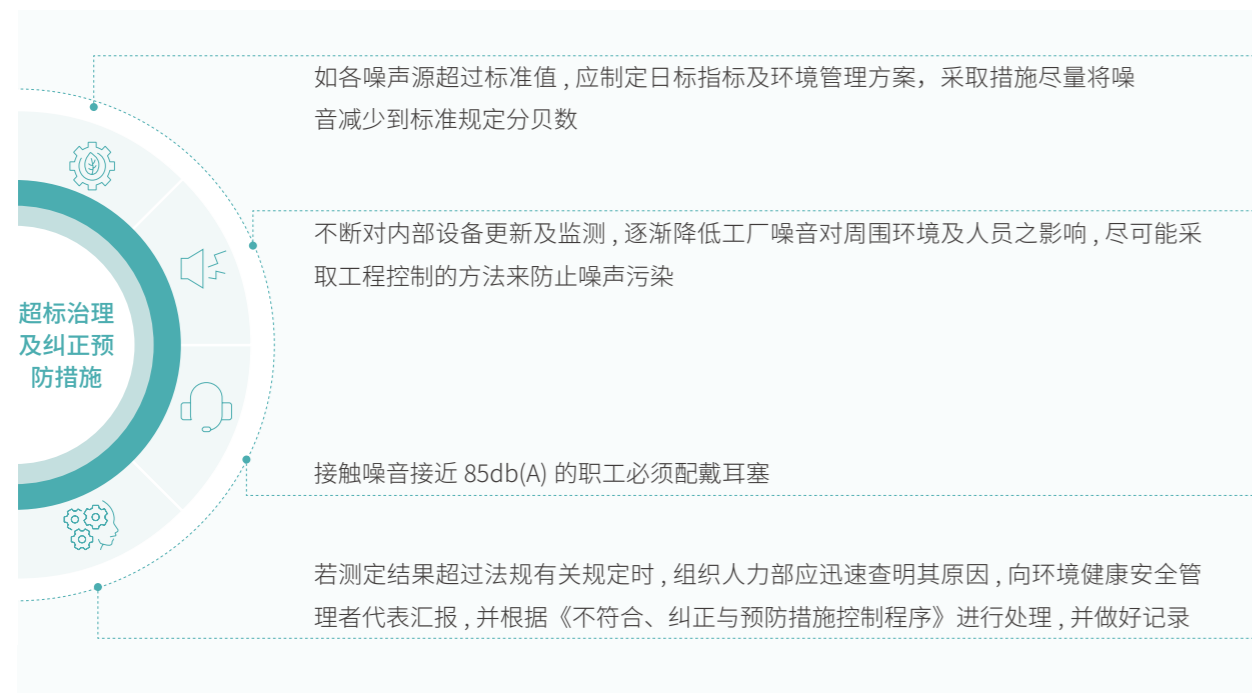 如各噪声源超过标准值 , 应制定日标指标及环境管理方案，采取措施尽量将噪
音减少到标准规定分贝数
不断对内部设备更新及监测 , 逐渐降低工厂噪音对周围环境及人员之影响 , 尽可能采
取工程控制的方法来防止噪声污染
超标治理
及纠正预
防措施
接触噪音接近 85db(A) 的职工必须配戴耳塞
若测定结果超过法规有关规定时 , 组织人力部应迅速查明其原因 , 向环境健康安全管
理者代表汇报 , 并根据《不符合、纠正与预防措施控制程序》进行处理 , 并做好记录